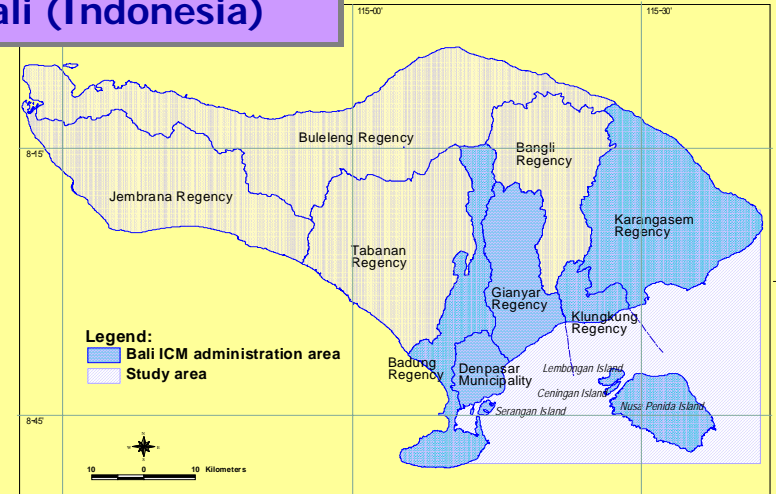 ali (Indonesia)
115-00'
115-30'
8-15'
8-45'
Buleleng Regency
Bangli
Regency
Jembrana Regency
Karangasem
Regency
Tabanan
Regency
Gianyar
Regency
Klungkung
Regency
Badung
Regency
Denpasar
Municipality
Lembongan Island
Ceningan Island
Nusa Penida Island
Serangan Island
Legend:
Bali ICM administration area
Study area
N
W
E
S
10 0 10 Kilometers